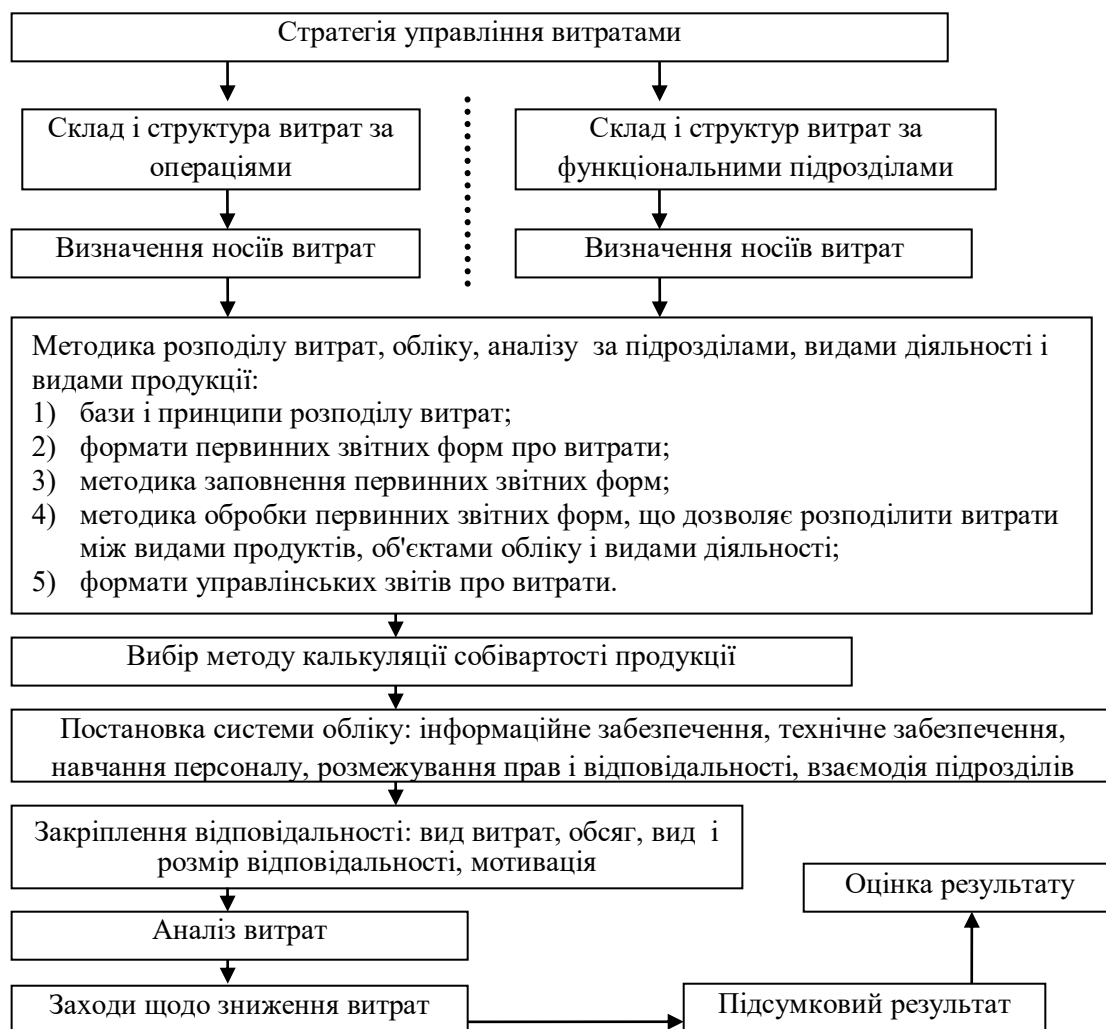 Стратегія управління витратами
Склад і структура витрат за
операціями
Склад і структур витрат за
функціональними підрозділами
Визначення носіїв витрат
Визначення носіїв витрат
Методика розподілу витрат, обліку, аналізу за підрозділами, видами діяльності і
видами продукції:
1) бази і принципи розподілу витрат;
2) формати первинних звітних форм про витрати;
3) методика заповнення первинних звітних форм;
4) методика обробки первинних звітних форм, що дозволяє розподілити витрати
між видами продуктів, об'єктами обліку і видами діяльності;
5) формати управлінських звітів про витрати.
Вибір методу калькуляції собівартості продукції
Постановка системи обліку: інформаційне забезпечення, технічне забезпечення,
навчання персоналу, розмежування прав і відповідальності, взаємодія підрозділів
Закріплення відповідальності: вид витрат, обсяг, вид і
розмір відповідальності, мотивація
Оцінка результату
Аналіз витрат
Заходи щодо зниження витрат
Підсумковий результат